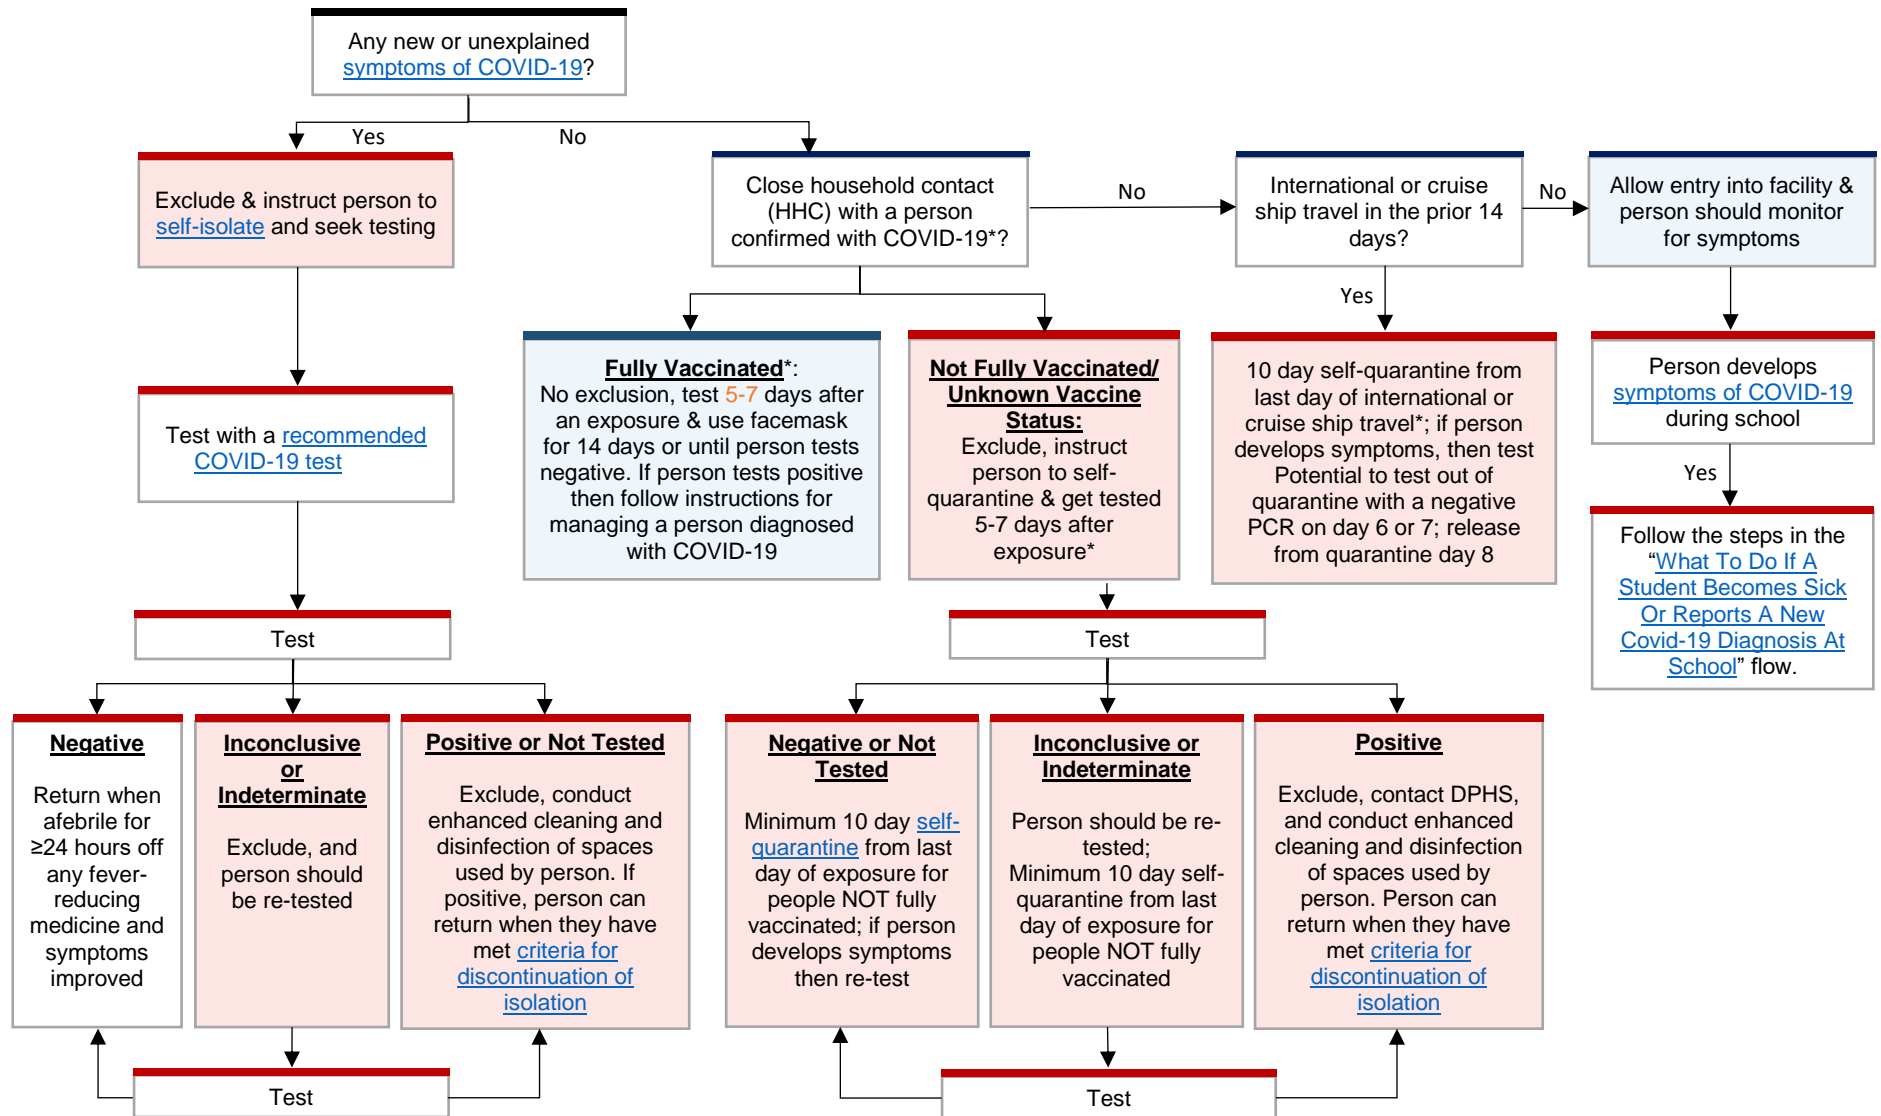 Any new or unexplained
symptoms of COVID-19?
Yes
No
Exclude & instruct person to
self-isolate and seek testing
Close household contact
(HHC) with a person
confirmed with COVID-19*?
No
International or cruise
ship travel in the prior 14
days?
No
Allow entry into facility &
person should monitor
for symptoms
Yes
Test with a recommended
COVID-19 test
Fully Vaccinated*:
No exclusion, test 5-7 days after
an exposure & use facemask
for 14 days or until person tests
negative. If person tests positive
then follow instructions for
managing a person diagnosed
with COVID-19
Not Fully Vaccinated/
Unknown Vaccine
Status:
Exclude, instruct
person to self-
quarantine & get tested
5-7 days after
exposure*
10 day self-quarantine from
last day of international or
cruise ship travel*; if person
develops symptoms, then test
Potential to test out of
quarantine with a negative
PCR on day 6 or 7; release
from quarantine day 8
Person develops
symptoms of COVID-19
during school
Yes
Follow the steps in the
“What To Do If A
Student Becomes Sick
Or Reports A New
Covid-19 Diagnosis At
School” flow.
Test
Test
Negative
Return when
afebrile for
≥24 hours off
any fever-
reducing
medicine and
symptoms
improved
Inconclusive
or
Indeterminate
Exclude, and
person should
be re-tested
Positive or Not Tested
Exclude, conduct
enhanced cleaning and
disinfection of spaces
used by person. If
positive, person can
return when they have
met criteria for
discontinuation of
isolation
Negative or Not
Tested
Minimum 10 day self-
quarantine from last
day of exposure for
people NOT fully
vaccinated; if person
develops symptoms
then re-test
Inconclusive or
Indeterminate
Person should be re-
tested;
Minimum 10 day self-
quarantine from last
day of exposure for
people NOT fully
vaccinated
Positive
Exclude, contact DPHS,
and conduct enhanced
cleaning and disinfection
of spaces used by
person. Person can
return when they have
met criteria for
discontinuation of
isolation
Test
Test